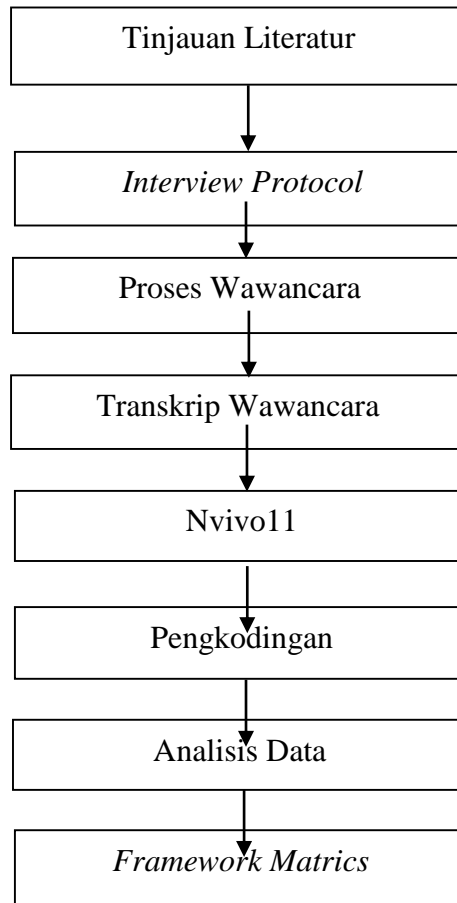 Tinjauan Literatur
Interview Protocol
Proses Wawancara
Transkrip Wawancara
Nvivo11
Pengkodingan
Analisis Data
Framework Matrics